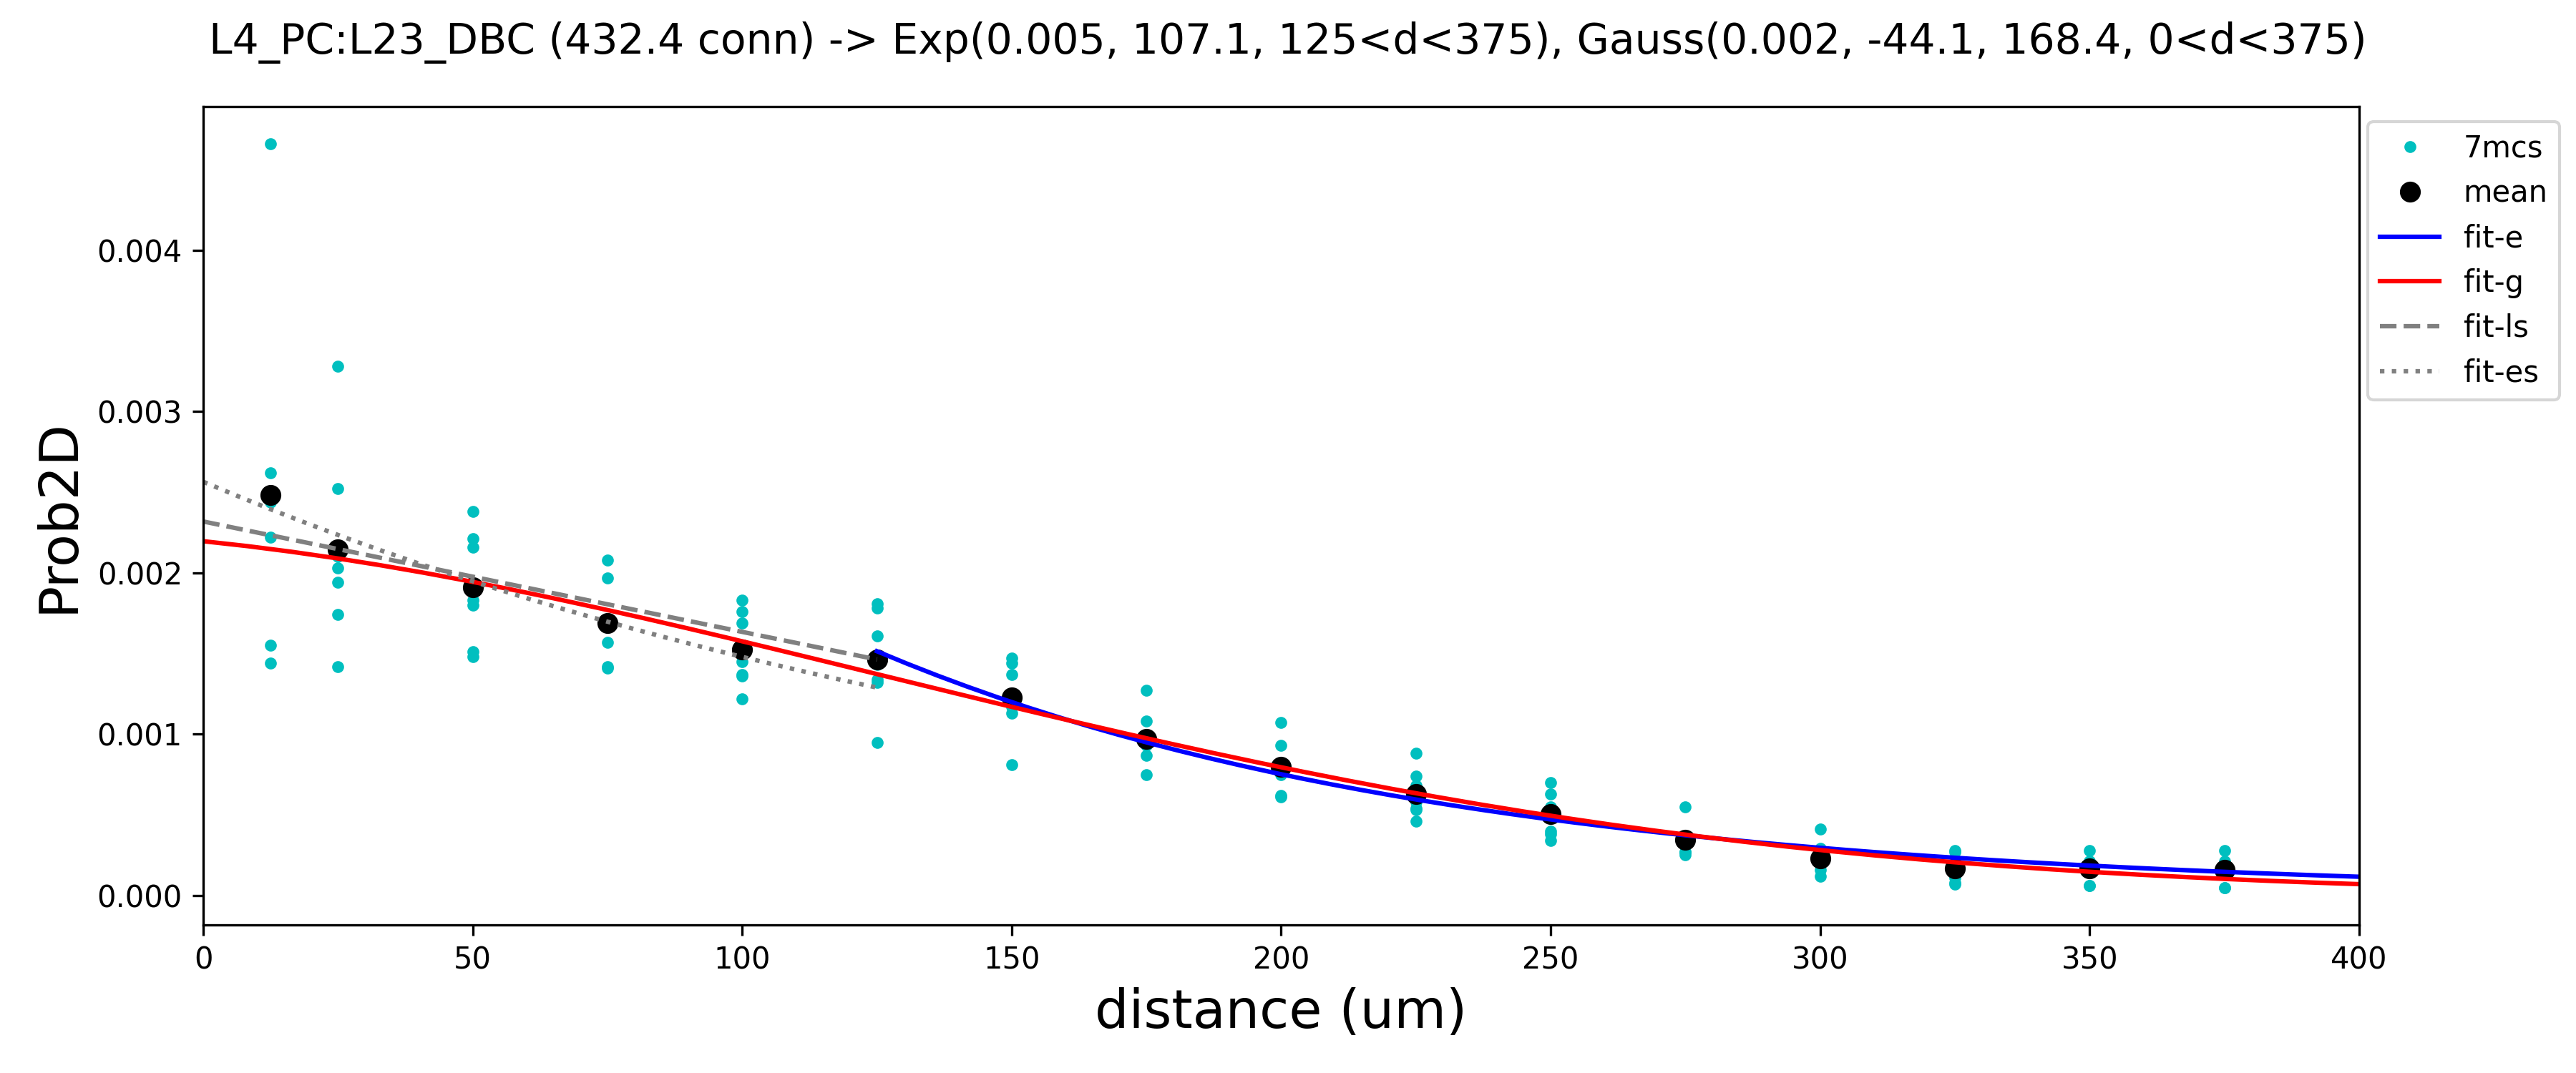 L4_PC:L23_DBC (432.4 conn) -> Exp(0.005, 107.1, 125<d<375), Gauss(0.002, -44.1, 168.4, 0<d<375)
7mcs
mean
fit-e
fit-g
fit-ls
fit-es
Prob2D
0.004
0.003
0.002
0.001
0.000
0 50 100 150 200 250 300 350 400
distance (um)